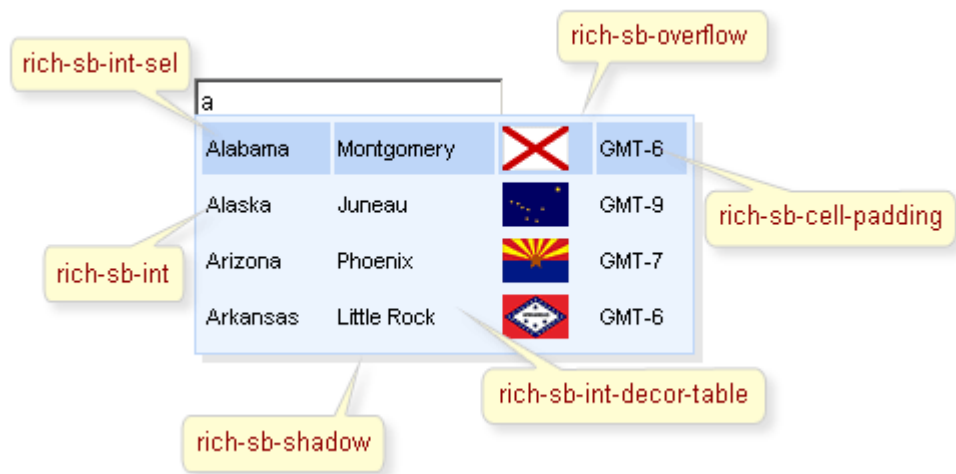 rich-sb-overflow
rich-sb-int-sel
a
Alabama Montgomery GMT-6
Alaska Juneau GMT-9
rich-sb-cell-padding
rich-sb-int
Arizona Phoenix GMT-7
Arkansas Little Rock GMT-6
rich-sb-int-decor-table
rich-sb-shadow